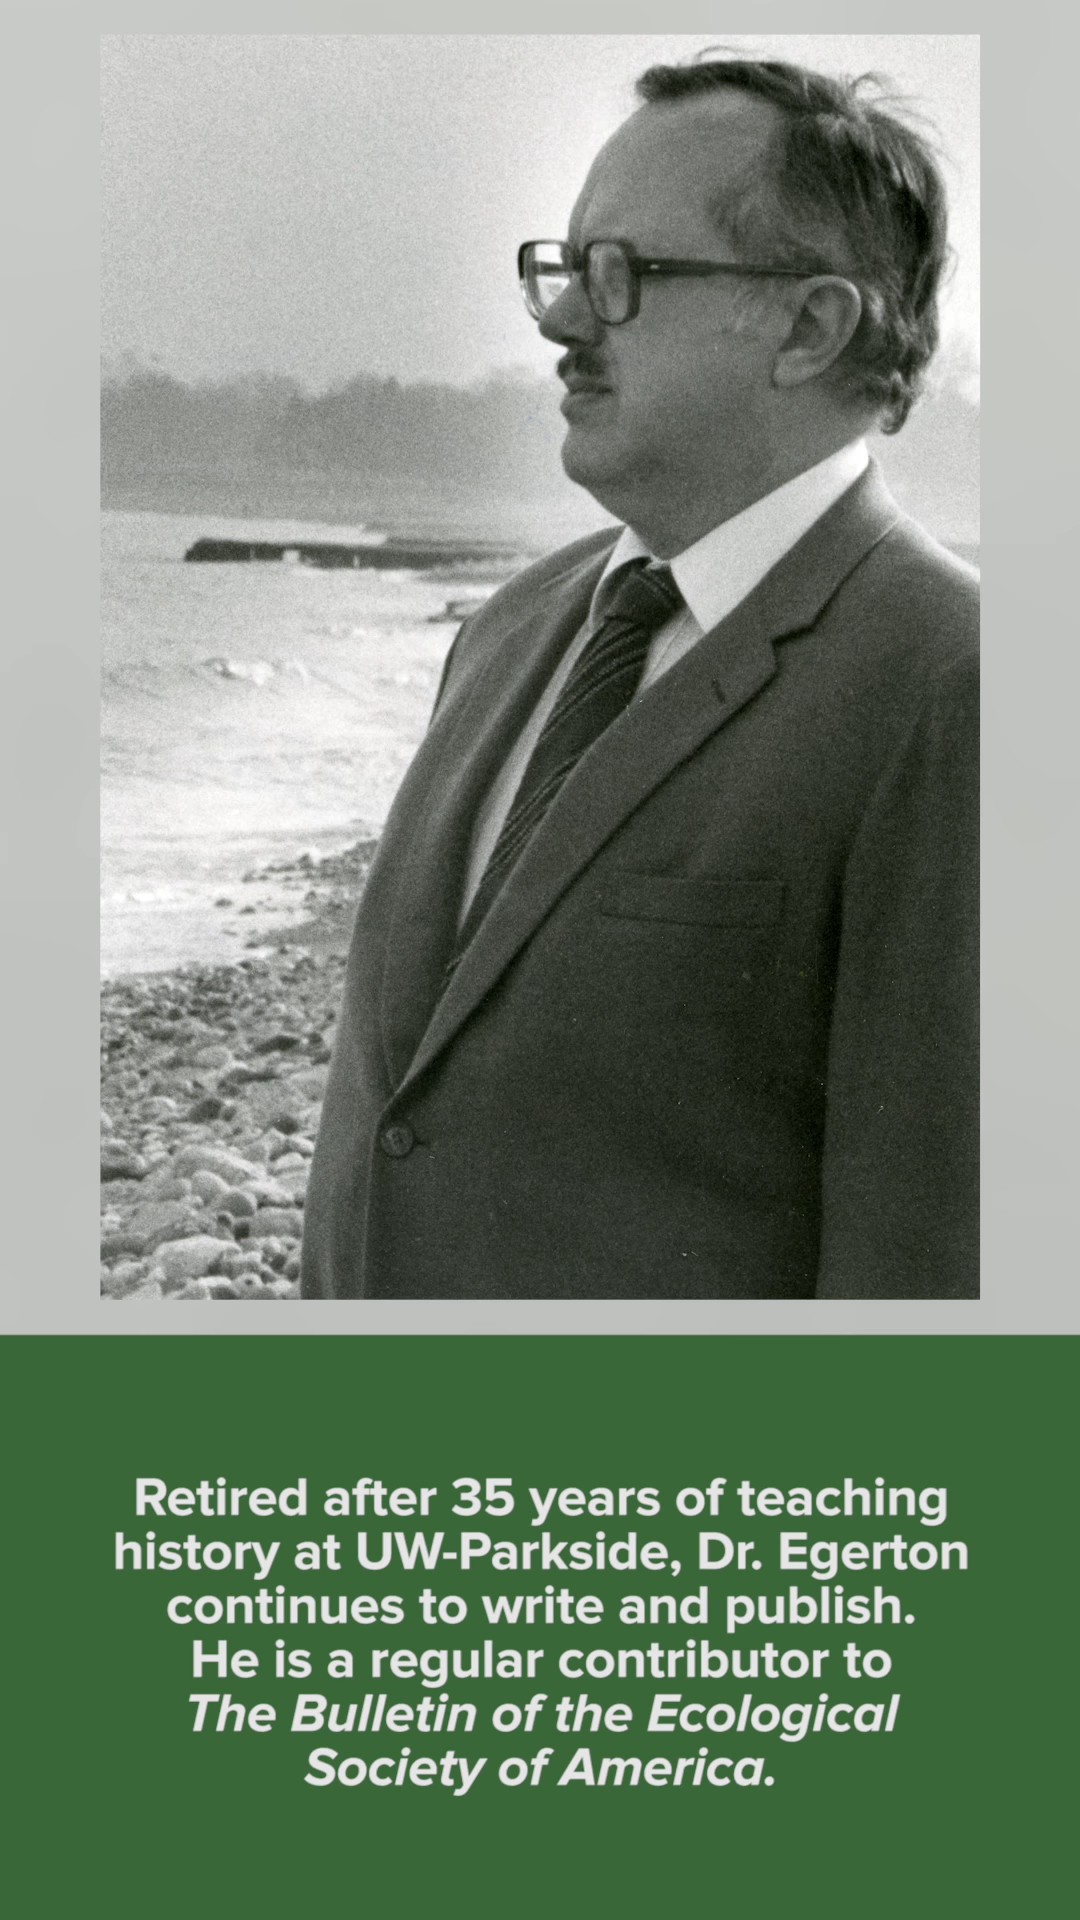 Retired after 35 years of teaching
history at UW-Parkside, Dr. Egerton
continues to write and publish.
He is a regular contributor to
The Bulletin of the Ecological
Society of America.